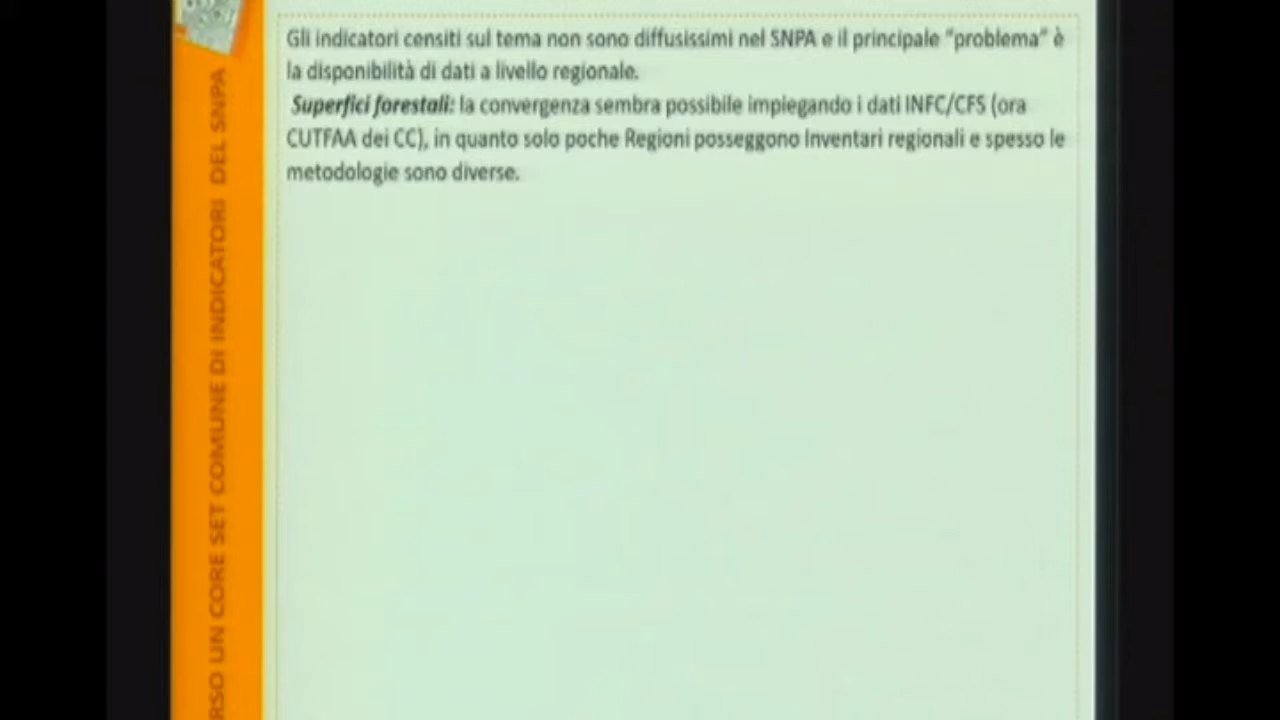 Gli indicatori censiti sul tema non sono diffusissimi nel SNPA e il principale "problema" è
la disponibilità di dati a livello regionale.
Superfici forestali: la convergenza sembra possibile impiegando i dati INFC/CFS (ora
CUTFAA dei CC), in quanto solo poche Regioni posseggono Inventari regionali e spesso le
metodologie sono diverse.
RSO UN CORE SET COMUNE DI INDICATORI DEL SNPA